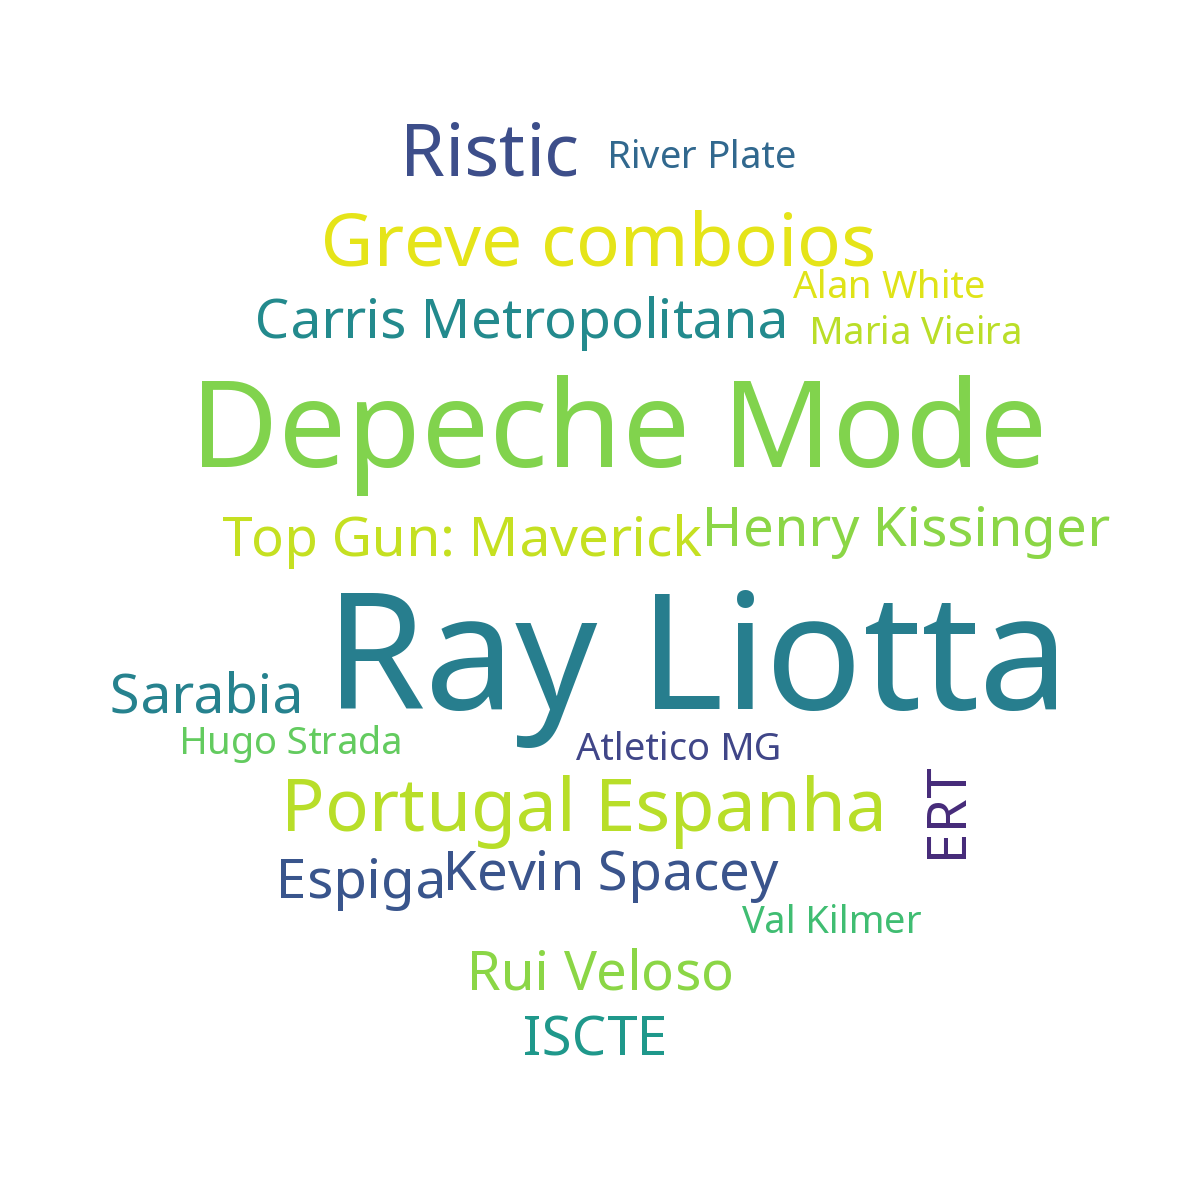 Ristic
River Plate
Greve comboios
Alan White
Carris Metropolitana
Maria Vieira
Depeche Mode
Top Gun: Maverick
Henry Kissinger
Ray Liotta
Sarabia
Hugo Strada
Atletico MG
Portugal Espanha
ERT
Espiga
Kevin Spacey
Val Kilmer
Rui Veloso
ISCTE